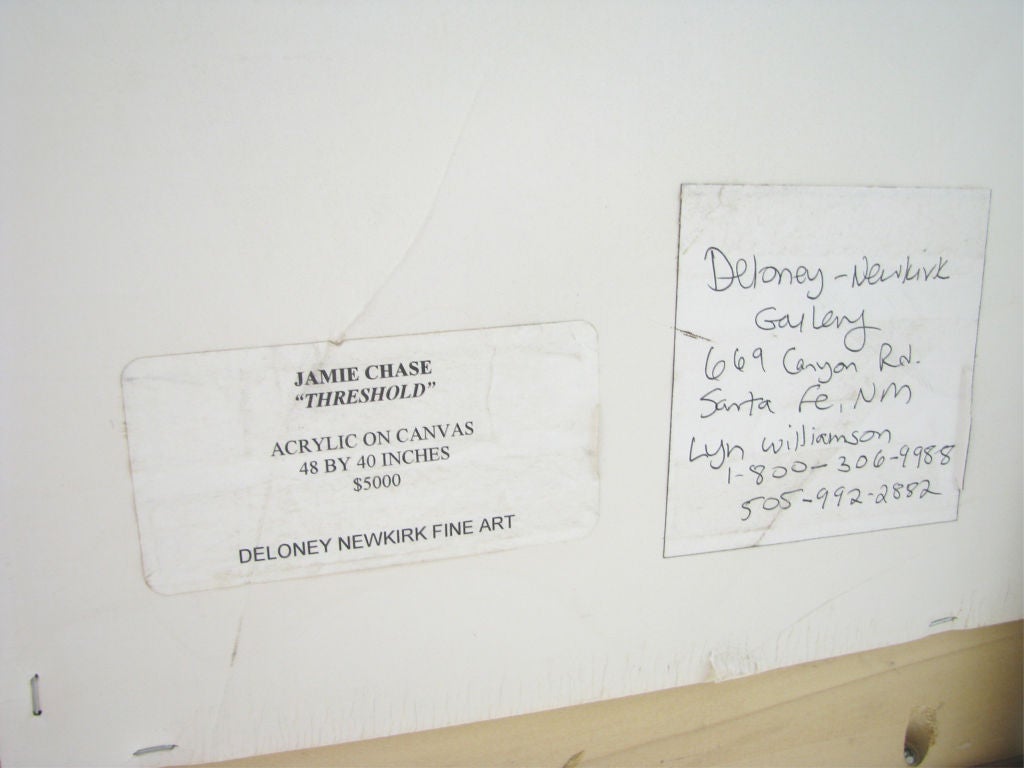 JAMIE CHASE
“THRESHOLD”
ACRYLIC ON CANVAS
48 BY 40 INCHES
$5000
DELONEY NEWKIRK FINE ART
Deloney-Newkirk
Gallery
669 Canyon Rd.
Santa Fe, NM
Lyn Williamson
1-800-306-9988
505-992-2882